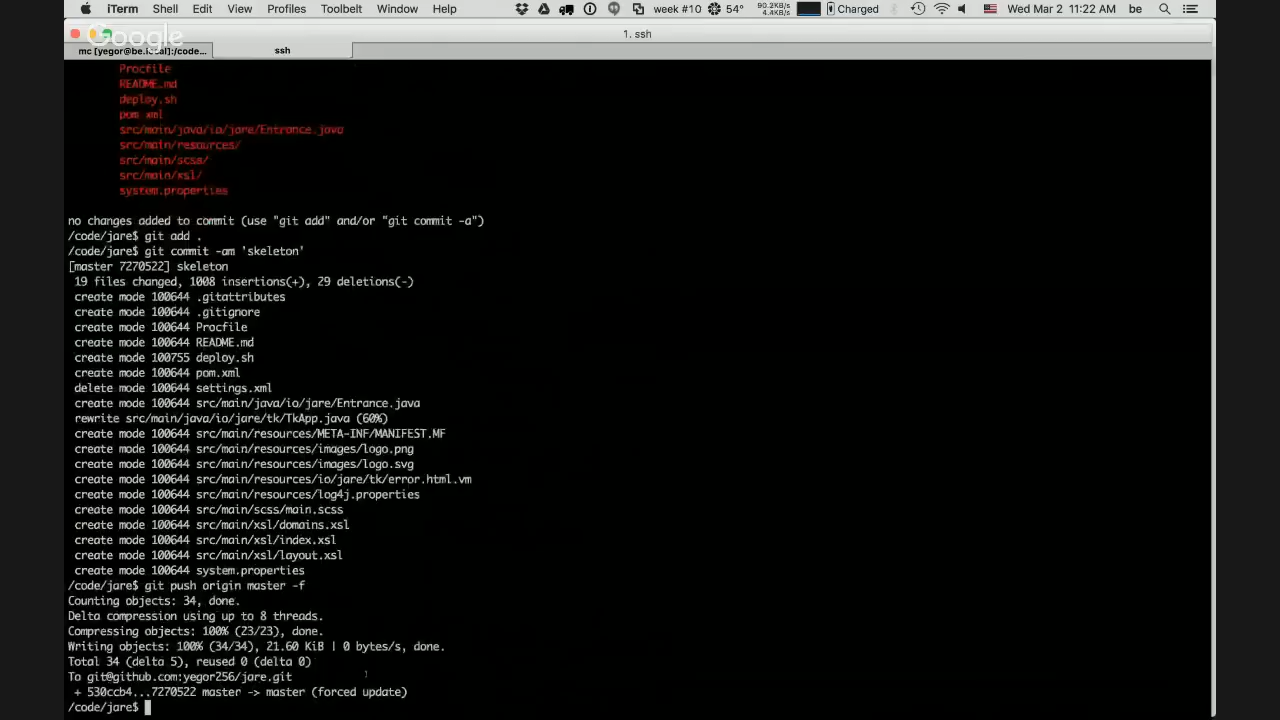 iTerm Shell Edit View Profiles Toolbelt Window Help week #10 54° 90.2KB/s 4.4KB/s Charged Wed Mar 2 11:22 AM be
Google
1. ssh
mc [yegor@be.local]:/code... ssh
Procfile
README.md
deploy.sh
pom.xml
src/main/java/io/jare/Entrance.java
src/main/resources/
src/main/scss/
src/main/xsl/
system.properties
no changes added to commit (use "git add" and/or "git commit -a")
/code/jare$ git add .
/code/jare$ git commit -am 'skeleton'
[master 7270522] skeleton
19 files changed, 1008 insertions(+), 29 deletions(-)
create mode 100644 .gitattributes
create mode 100644 .gitignore
create mode 100644 Procfile
create mode 100644 README.md
create mode 100755 deploy.sh
create mode 100644 pom.xml
delete mode 100644 settings.xml
create mode 100644 src/main/java/io/jare/Entrance.java
rewrite src/main/java/io/jare/tk/TkApp.java (60%)
create mode 100644 src/main/resources/META-INF/MANIFEST.MF
create mode 100644 src/main/resources/images/logo.png
create mode 100644 src/main/resources/images/logo.svg
create mode 100644 src/main/resources/io/jare/tk/error.html.vm
create mode 100644 src/main/resources/log4j.properties
create mode 100644 src/main/scss/main.scss
create mode 100644 src/main/xsl/domains.xsl
create mode 100644 src/main/xsl/index.xsl
create mode 100644 src/main/xsl/layout.xsl
create mode 100644 system.properties
/code/jare$ git push origin master -f
Counting objects: 34, done.
Delta compression using up to 8 threads.
Compressing objects: 100% (23/23), done.
Writing objects: 100% (34/34), 21.60 KiB | 0 bytes/s, done.
Total 34 (delta 5), reused 0 (delta 0)
To git@github.com:yegor256/jare.git
+ 530ccb4...7270522 master -> master (forced update)
/code/jare$